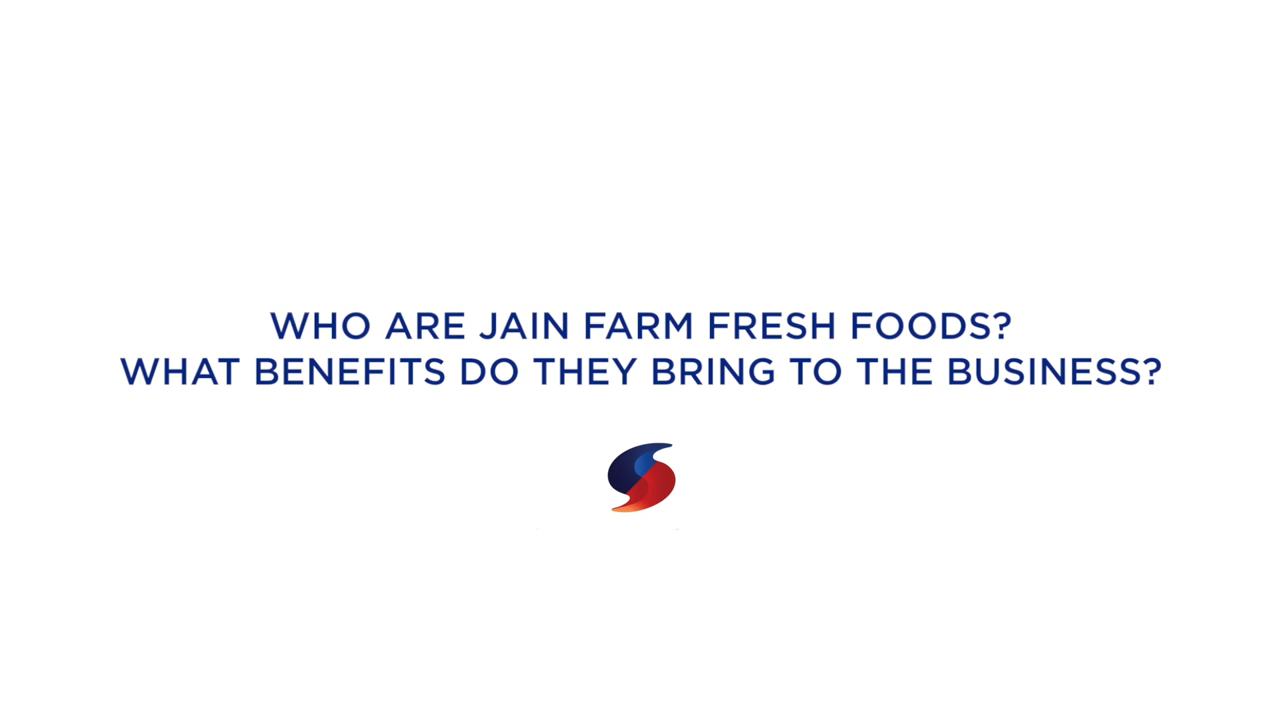 WHO ARE JAIN FARM FRESH FOODS?
WHAT BENEFITS DO THEY BRING TO THE BUSINESS?